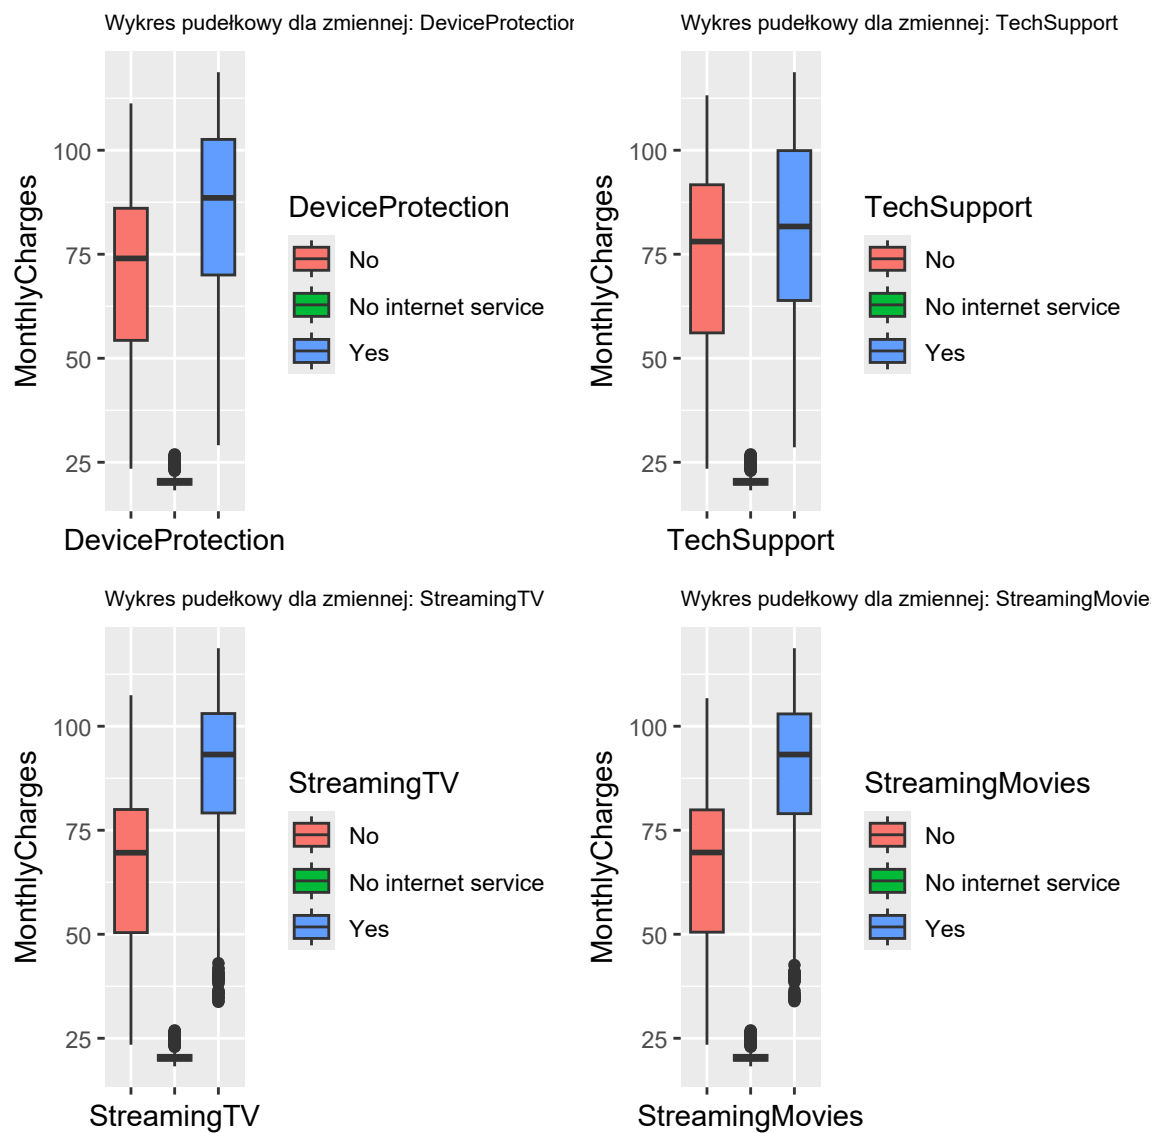 Wykres pudełkowy dla zmiennej: DeviceProtection
MonthlyCharges
100
75
50
25
DeviceProtection
DeviceProtection
No
No internet service
Yes
Wykres pudełkowy dla zmiennej: TechSupport
MonthlyCharges
100
75
50
25
TechSupport
TechSupport
No
No internet service
Yes
Wykres pudełkowy dla zmiennej: StreamingTV
MonthlyCharges
100
75
50
25
StreamingTV
StreamingTV
No
No internet service
Yes
Wykres pudełkowy dla zmiennej: StreamingMovie
MonthlyCharges
100
75
50
25
StreamingMovies
StreamingMovies
No
No internet service
Yes